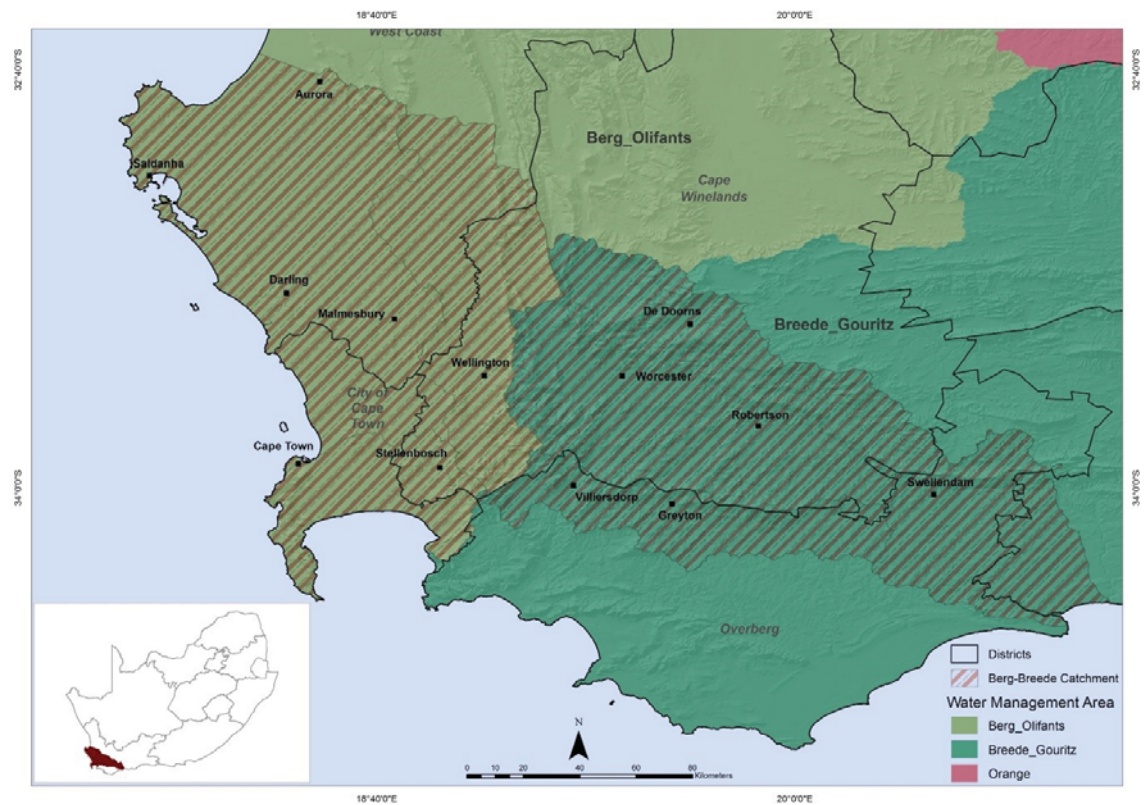 18°40'0"E
20°0'0"E
32°40'0"S
32°40'0"S
West Coast
Aurora
Berg_Olifants
Saldanha
Cape
Winelands
Darling
De Doorns
Malmesbury
Breede_Gouritz
Wellington
Worcester
City of
Cape
Town
Robertson
Cape Town
Stellenbosch
34°0'0"S
34°0'0"S
Swellendam
Villiersdorp
Greyton
Overberg
Districts
Berg-Breede Catchment
Water Management Area
Berg_Olifants
Breede_Gouritz
Orange
N
0 10 20 40 60 80
Kilometers
18°40'0"E
20°0'0"E